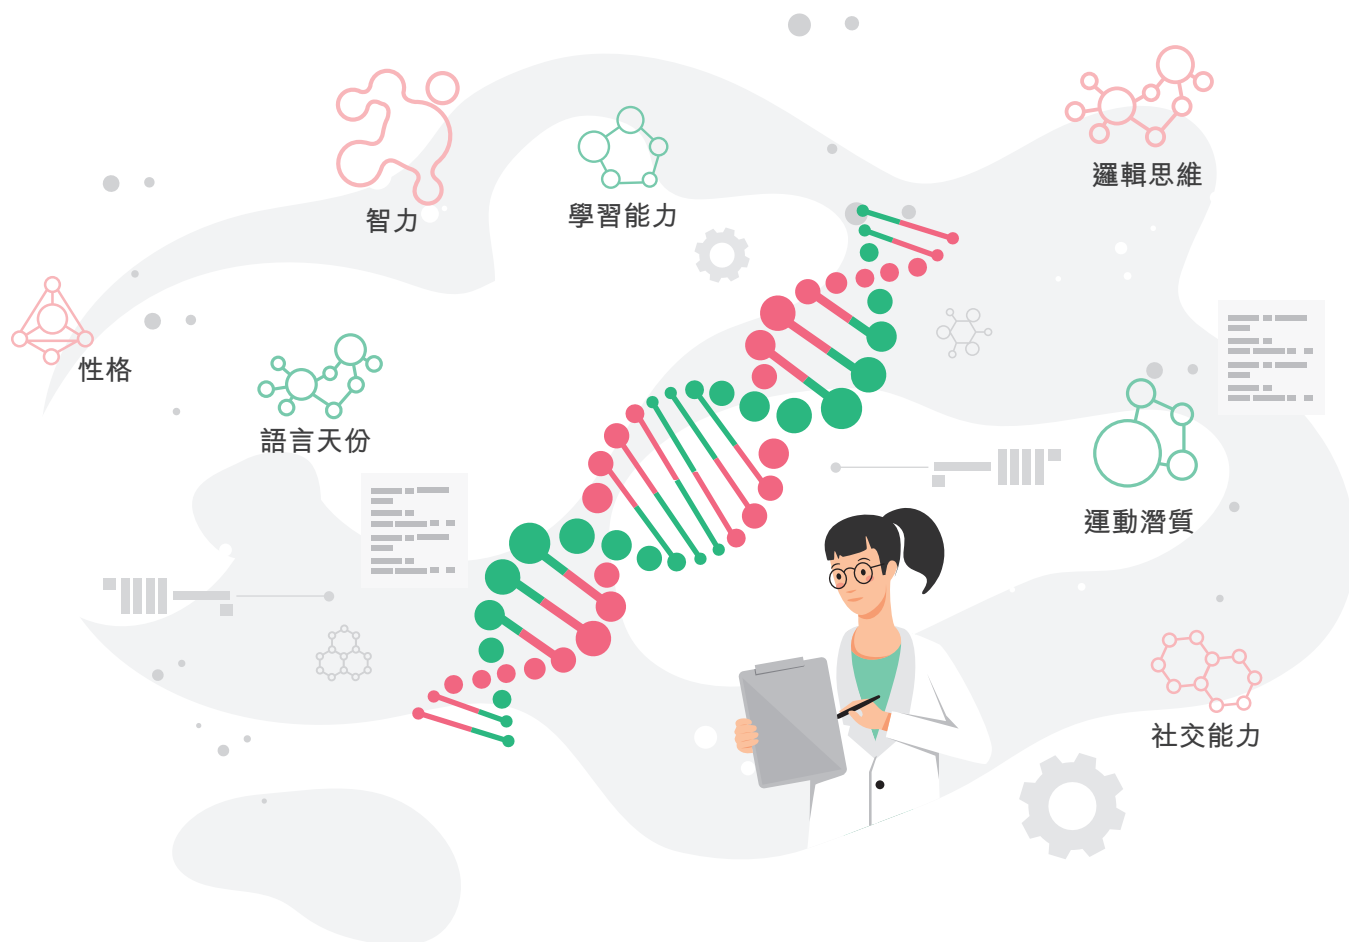 邏輯思維
智力
學習能力
性格
語言天份
運動潛質
社交能力